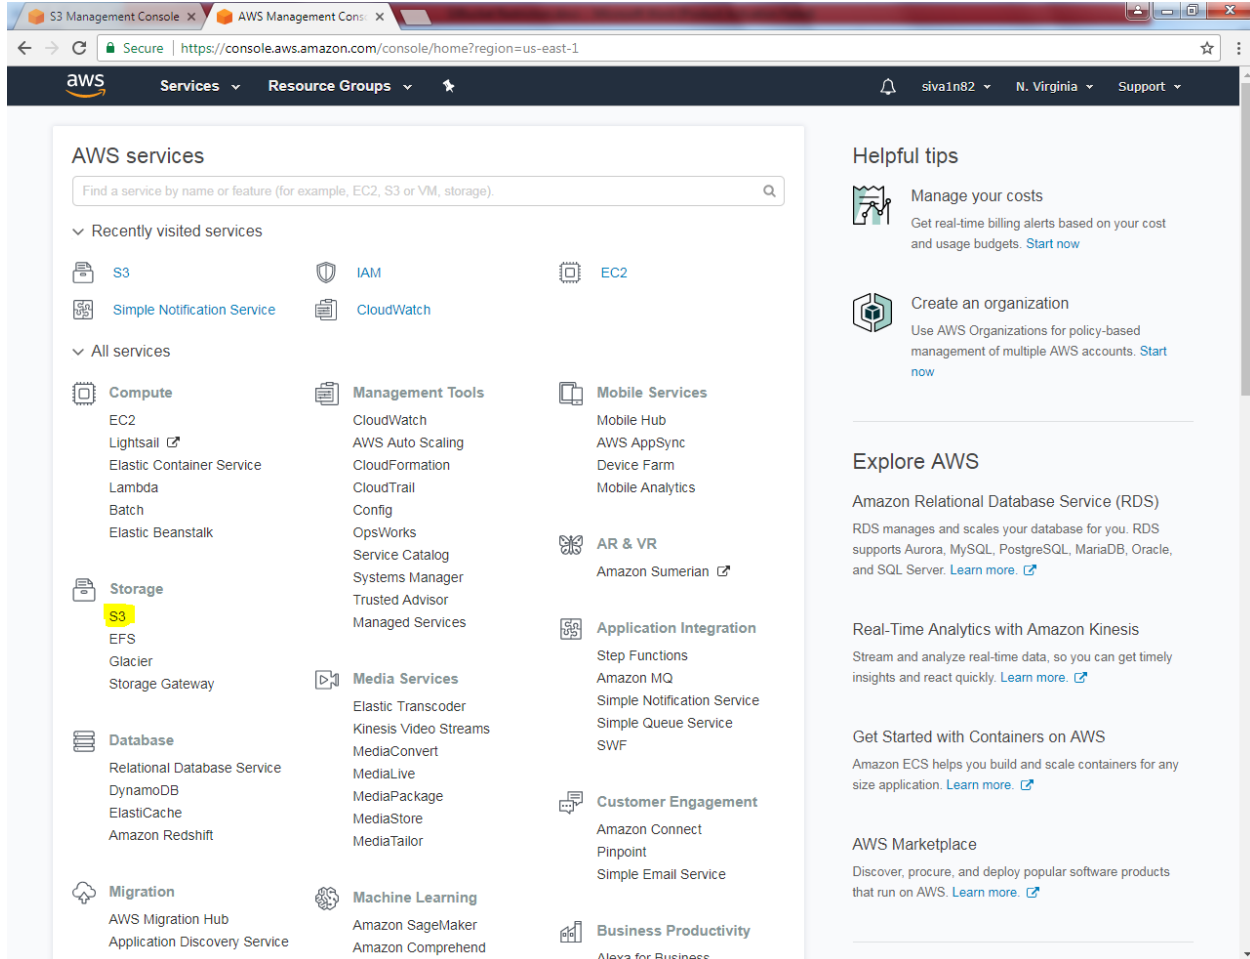 S3 Management Console
AWS Management Cons
Secure
https://console.aws.amazon.com/console/home?region=us-east-1
aws
Services
Resource Groups
siva1n82
N. Virginia
Support
AWS services
Find a service by name or feature (for example, EC2, S3 or VM, storage).
Recently visited services
S3
IAM
EC2
Simple Notification Service
CloudWatch
All services
Compute
EC2
Lightsail
Elastic Container Service
Lambda
Batch
Elastic Beanstalk
Storage
S3
EFS
Glacier
Storage Gateway
Database
Relational Database Service
DynamoDB
ElastiCache
Amazon Redshift
Migration
AWS Migration Hub
Application Discovery Service
Management Tools
CloudWatch
AWS Auto Scaling
CloudFormation
CloudTrail
Config
OpsWorks
Service Catalog
Systems Manager
Trusted Advisor
Managed Services
Media Services
Elastic Transcoder
Kinesis Video Streams
MediaConvert
MediaLive
MediaPackage
MediaStore
MediaTailor
Machine Learning
Amazon SageMaker
Amazon Comprehend
Mobile Services
Mobile Hub
AWS AppSync
Device Farm
Mobile Analytics
AR & VR
Amazon Sumerian
Application Integration
Step Functions
Amazon MQ
Simple Notification Service
Simple Queue Service
SWF
Customer Engagement
Amazon Connect
Pinpoint
Simple Email Service
Business Productivity
Alexa for Business
Helpful tips
Manage your costs
Get real-time billing alerts based on your cost
and usage budgets. Start now
Create an organization
Use AWS Organizations for policy-based
management of multiple AWS accounts. Start
now
Explore AWS
Amazon Relational Database Service (RDS)
RDS manages and scales your database for you. RDS
supports Aurora, MySQL, PostgreSQL, MariaDB, Oracle,
and SQL Server. Learn more.
Real-Time Analytics with Amazon Kinesis
Stream and analyze real-time data, so you can get timely
insights and react quickly. Learn more.
Get Started with Containers on AWS
Amazon ECS helps you build and scale containers for any
size application. Learn more.
AWS Marketplace
Discover, procure, and deploy popular software products
that run on AWS. Learn more.